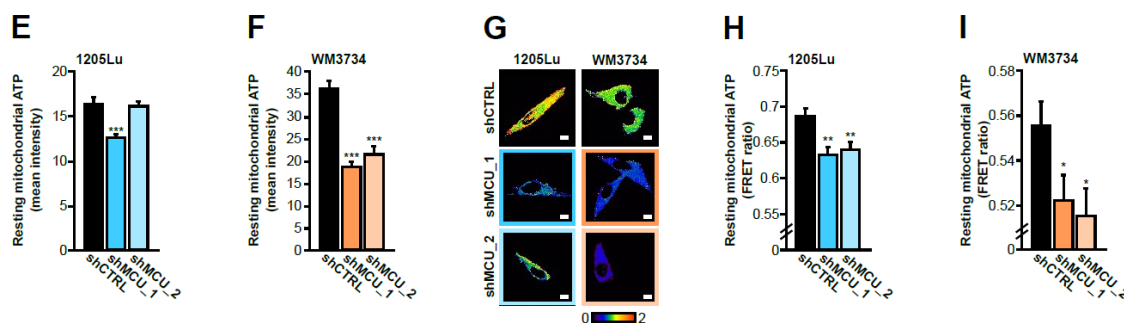 E
1205Lu
Resting mitochondrial ATP
(mean intensity)
20
15
10
5
0
***
shCTRL
shMCU_1
shMCU_2
F
WM3734
Resting mitochondrial ATP
(mean intensity)
40
35
30
25
20
15
10
5
0
***
***
shCTRL
shMCU_1
shMCU_2
G
1205Lu
WM3734
shCTRL
shMCU_1
shMCU_2
0
2
H
1205Lu
Resting mitochondrial ATP
(FRET ratio)
0.75
0.7
0.65
0.6
0.55
0
**
**
shCTRL
shMCU_1
shMCU_2
I
WM3734
Resting mitochondrial ATP
(FRET ratio)
0.58
0.56
0.54
0.52
0
*
*
shCTRL
shMCU_1
shMCU_2